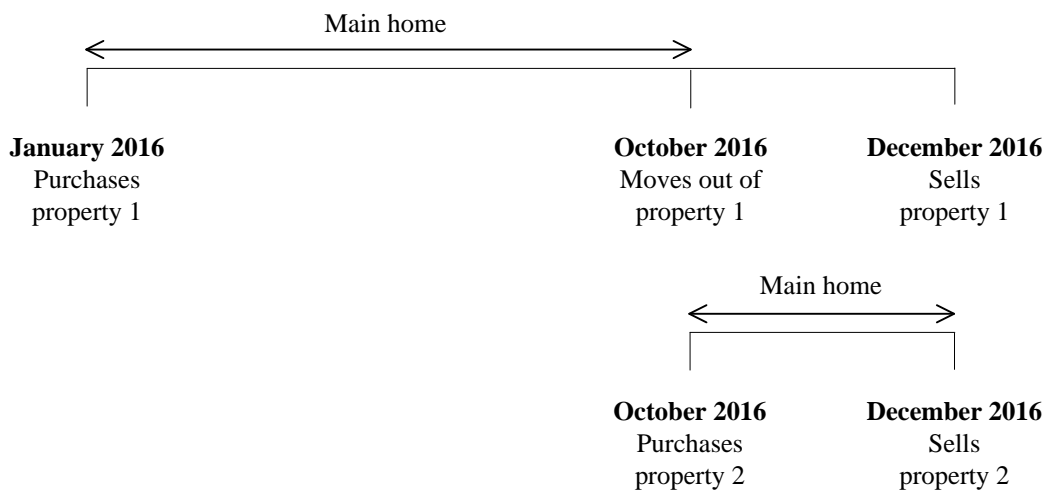 Main home
January 2016
Purchases
property 1
October 2016
Moves out of
property 1
December 2016
Sells
property 1
Main home
October 2016
Purchases
property 2
December 2016
Sells
property 2